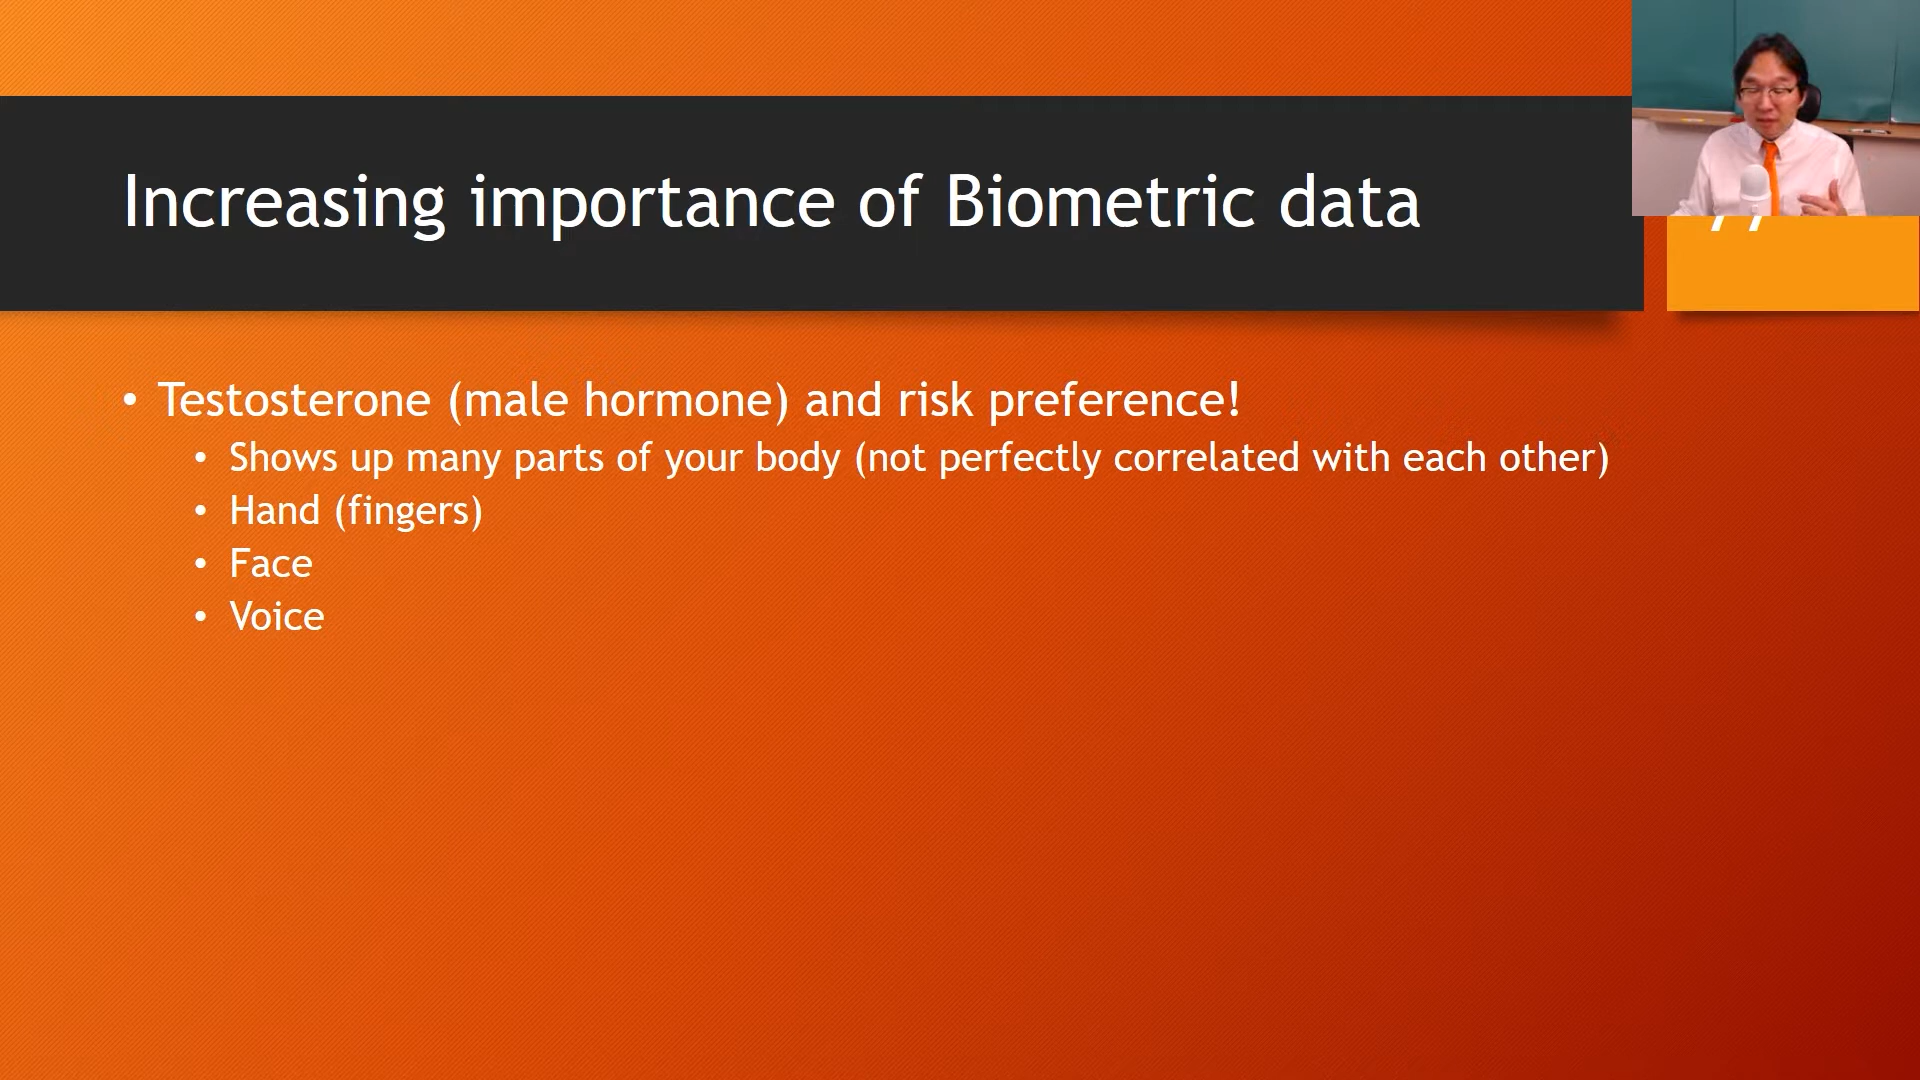 Increasing importance of Biometric data
• Testosterone (male hormone) and risk preference!
• Shows up many parts of your body (not perfectly correlated with each other)
• Hand (fingers)
• Face
• Voice